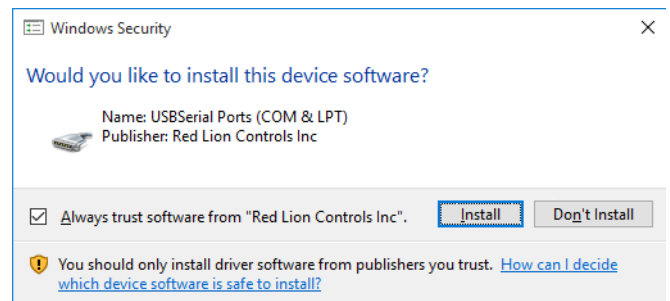 Windows Security
Would you like to install this device software?
Name: USBSerial Ports (COM & LPT)
Publisher: Red Lion Controls Inc
Always trust software from "Red Lion Controls Inc".
Install
Don't Install
You should only install driver software from publishers you trust. How can I decide
which device software is safe to install?